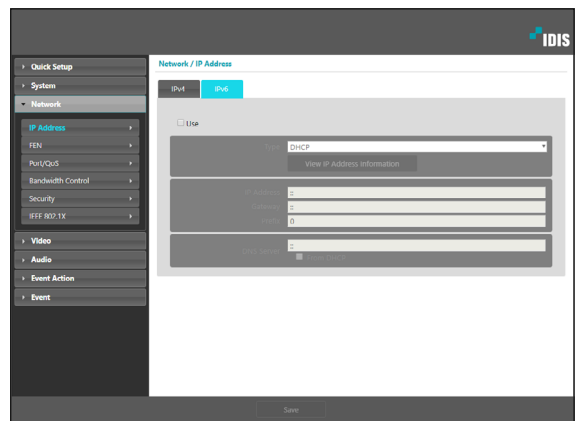 IDIS
Quick Setup
System
Network
IP Address
FEN
Port/QoS
Bandwidth Control
Security
IEEE 802.1X
Video
Audio
Event Action
Event
Network / IP Address
IPv4 IPv6
Use
Type DHCP
View IP Address Information
IP Address ::
Gateway ::
Prefix 0
DNS Server ::
From DHCP
Save